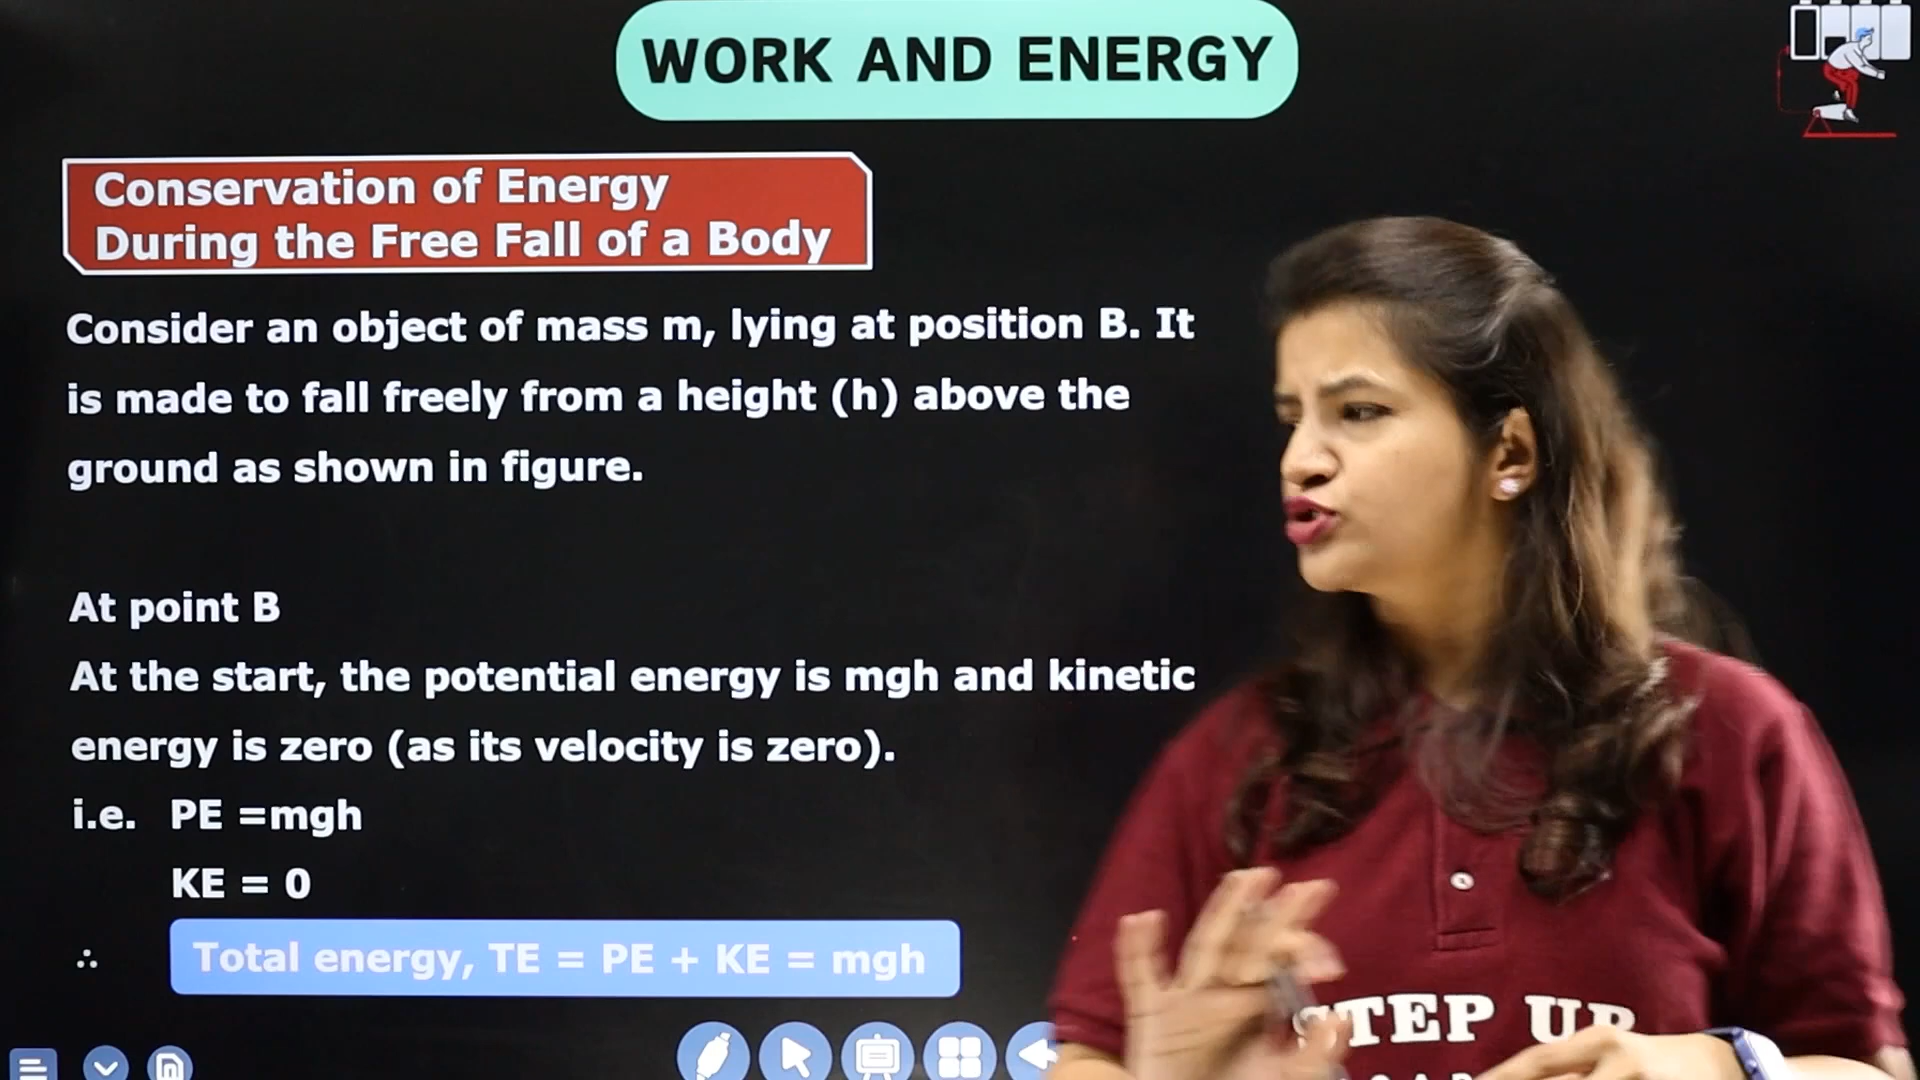 WORK AND ENERGY
Conservation of Energy
During the Free Fall of a Body
Consider an object of mass m, lying at position B. It
is made to fall freely from a height (h) above the
ground as shown in figure.
At point B
At the start, the potential energy is mgh and kinetic
energy is zero (as its velocity is zero).
i.e. PE =mgh
KE = 0
∴ Total energy, TE = PE + KE = mgh
STEP UP